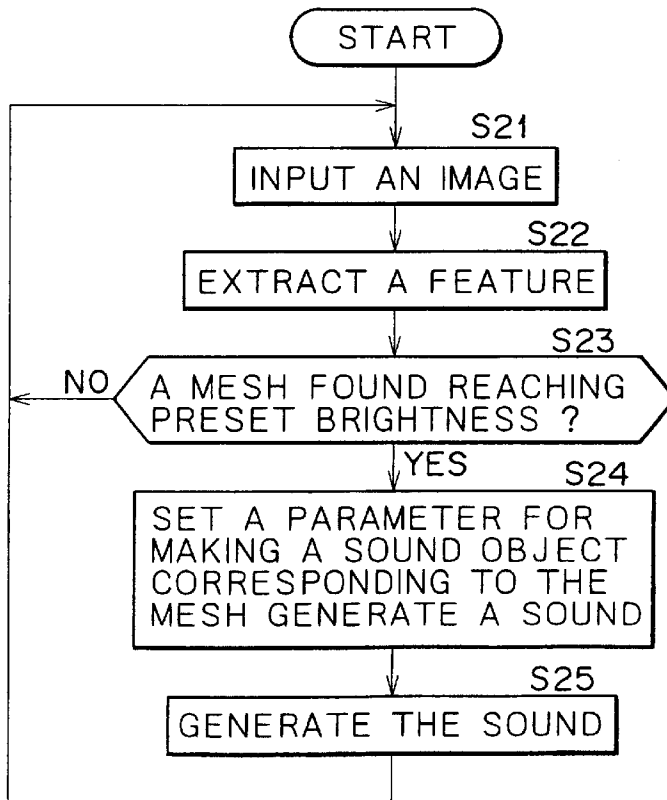 START
S21
INPUT AN IMAGE
S22
EXTRACT A FEATURE
S23
NO
A MESH FOUND REACHING
PRESET BRIGHTNESS ?
YES
S24
SET A PARAMETER FOR
MAKING A SOUND OBJECT
CORRESPONDING TO THE
MESH GENERATE A SOUND
S25
GENERATE THE SOUND